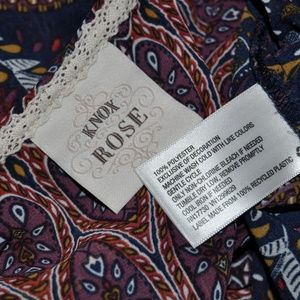 KNOX
ROSE
100% POLYESTER
EXCLUSIVE OF DECORATION
MACHINE WASH COLD WITH LIKE COLORS
GENTLE CYCLE
ONLY NON-CHLORINE BLEACH IF NEEDED
TUMBLE DRY LOW, REMOVE PROMPTLY
COOL IRON IF NEEDED
MADE FROM 100% RECYCLED PLASTIC